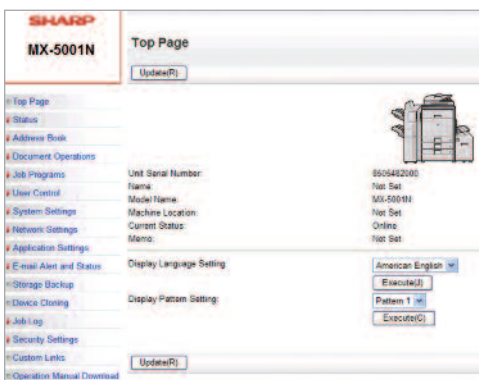 SHARP
MX-5001N
Top Page
Update(R)
Top Page
Status
Address Book
Document Operations
Job Programs
User Control
System Settings
Network Settings
Application Settings
E-mail Alert and Status
Storage Backup
Device Cloning
Job Log
Security Settings
Custom Links
Operation Manual Download
Unit Serial Number: 8505482000
Name: Not Set
Model Name: MX-5001N
Machine Location: Not Set
Current Status: Online
Memo: Not Set
Display Language Setting: American English
Execute(J)
Display Pattern Setting: Pattern 1
Execute(C)
Update(R)